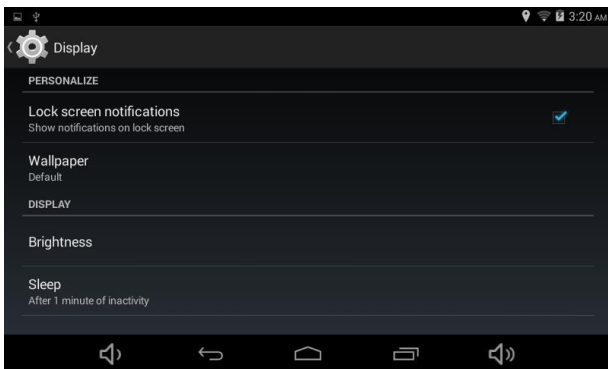 3:20 AM
Display
PERSONALIZE
Lock screen notifications
Show notifications on lock screen
Wallpaper
Default
DISPLAY
Brightness
Sleep
After 1 minute of inactivity